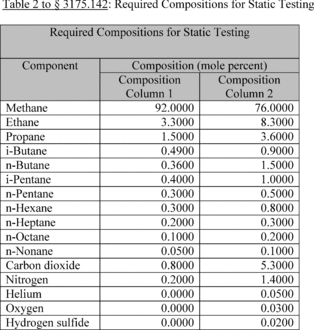 Table 2 to § 3175.142: Required Compositions for Static Testing
Required Compositions for Static Testing
Component Composition (mole percent)
Composition Column 1 Composition Column 2
Methane 92.0000 76.0000
Ethane 3.3000 8.3000
Propane 1.5000 3.6000
i-Butane 0.4900 0.9000
n-Butane 0.3600 1.5000
i-Pentane 0.4000 1.0000
n-Pentane 0.3000 0.5000
n-Hexane 0.3000 0.8000
n-Heptane 0.2000 0.3000
n-Octane 0.1000 0.2000
n-Nonane 0.0500 0.1000
Carbon dioxide 0.8000 5.3000
Nitrogen 0.2000 1.4000
Helium 0.0000 0.0500
Oxygen 0.0000 0.0300
Hydrogen sulfide 0.0000 0.0200